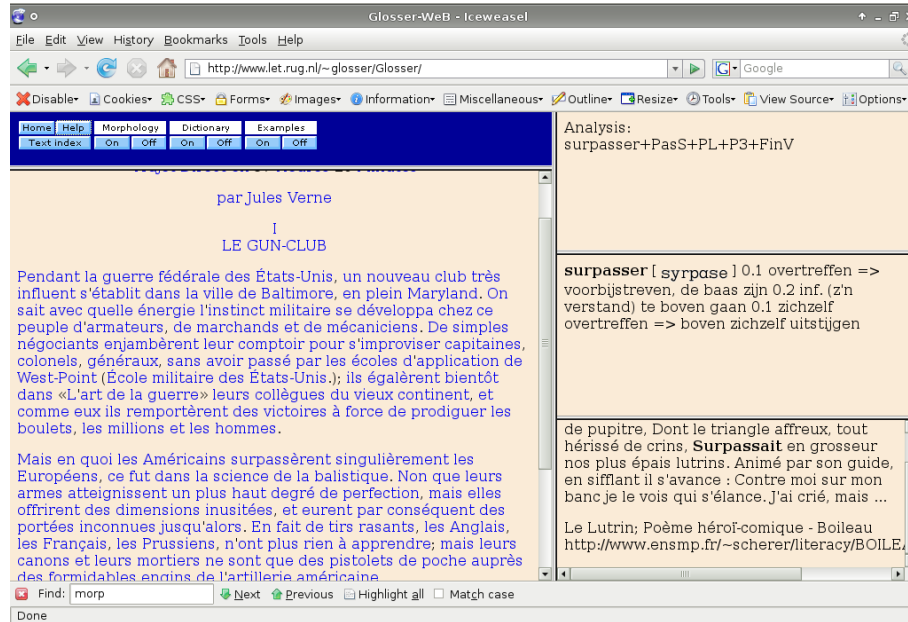 Glosser-WeB - Iceweasel
File Edit View History Bookmarks Tools Help
http://www.let.rug.nl/~glosser/Glosser/
G Google
Disable Cookies CSS Forms Images Information Miscellaneous Outline Resize Tools View Source Options
Home Help Morphology Dictionary Examples
Text index On Off On Off On Off
par Jules Verne
I
LE GUN-CLUB
Pendant la guerre fédérale des États-Unis, un nouveau club très
influent s'établit dans la ville de Baltimore, en plein Maryland. On
sait avec quelle énergie l'instinct militaire se développa chez ce
peuple d'armateurs, de marchands et de mécaniciens. De simples
négociants enjambèrent leur comptoir pour s'improviser capitaines,
colonels, généraux, sans avoir passé par les écoles d'application de
West-Point (École militaire des États-Unis.); ils égalèrent bientôt
dans «L'art de la guerre» leurs collègues du vieux continent, et
comme eux ils remportèrent des victoires à force de prodiguer les
boulets, les millions et les hommes.
Mais en quoi les Américains surpassèrent singulièrement les
Européens, ce fut dans la science de la balistique. Non que leurs
armes atteignissent un plus haut degré de perfection, mais elles
offrirent des dimensions inusitées, et eurent par conséquent des
portées inconnues jusqu'alors. En fait de tirs rasants, les Anglais,
les Français, les Prussiens, n'ont plus rien à apprendre; mais leurs
canons et leurs mortiers ne sont que des pistolets de poche auprès
des formidables engins de l'artillerie américaine
Analysis:
surpasser+PasS+PL+P3+FinV
surpasser [ syrpɑse ] 0.1 overtreffen =>
voorbijstreven, de baas zijn 0.2 inf. (z'n
verstand) te boven gaan 0.1 zichzelf
overtreffen => boven zichzelf uitstijgen
de pupitre, Dont le triangle affreux, tout
hérissé de crins, Surpassait en grosseur
nos plus épais lutrins. Animé par son guide,
en sifflant il s'avance : Contre moi sur mon
banc je le vois qui s'élance. J'ai crié, mais ...
Le Lutrin; Poème héroï-comique - Boileau
http://www.ensmp.fr/~scherer/literacy/BOILE
Find: morp Next Previous Highlight all Match case
Done